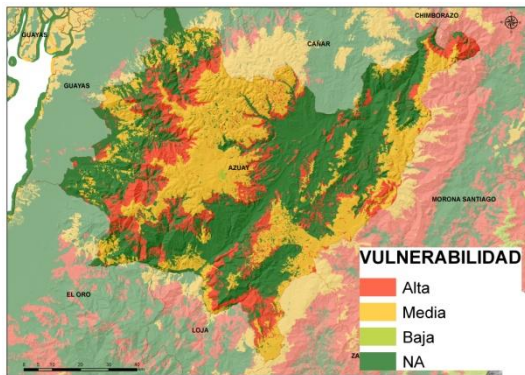 CHIMBORAZO
GUAYAS
CAÑAR
GUAYAS
AZUAY
MORONA SANTIAGO
EL ORO
LOJA
VULNERABILIDAD
Alta
Media
Baja
NA